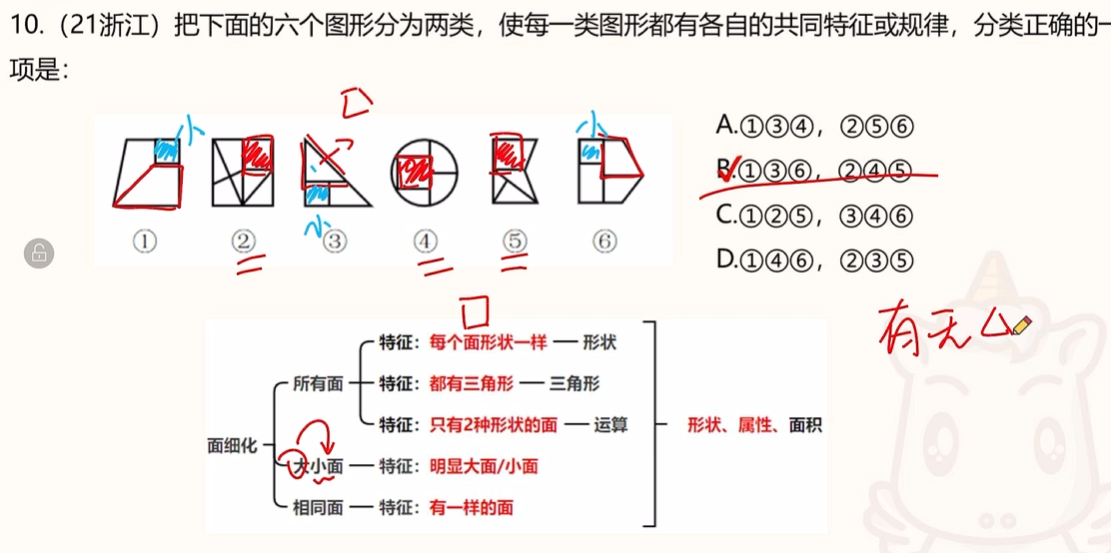 10.（21浙江）把下面的六个图形分为两类，使每一类图形都有各自的共同特征或规律，分类正确的一
项是：
小
小
小
① ② ③ ④ ⑤ ⑥
A.①③④，②⑤⑥
B.①③⑥，②④⑤
C.①②⑤，③④⑥
D.①④⑥，②③⑤
有无△
特征：每个面形状一样 — 形状
所有面
特征：都有三角形 — 三角形
特征：只有2种形状的面 — 运算
形状、属性、面积
面细化
大小面 — 特征：明显大面/小面
相同面 — 特征：有一样的面